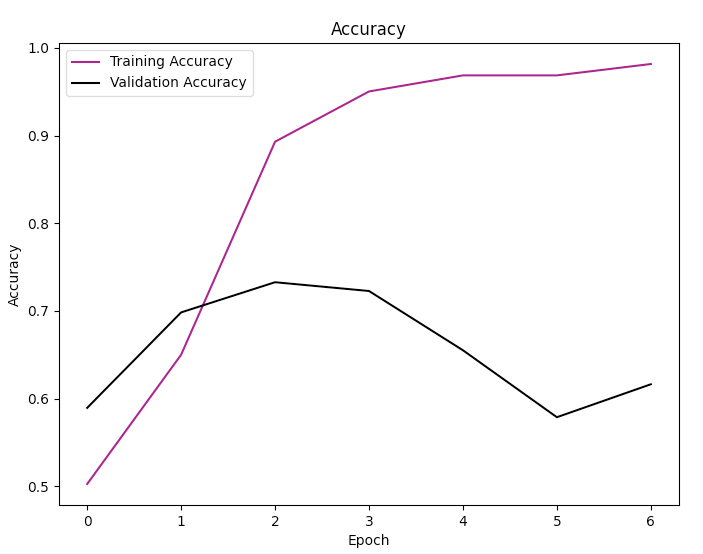 Accuracy
Training Accuracy
Validation Accuracy
1.0
0.9
0.8
0.7
0.6
0.5
Accuracy
0 1 2 3 4 5 6
Epoch